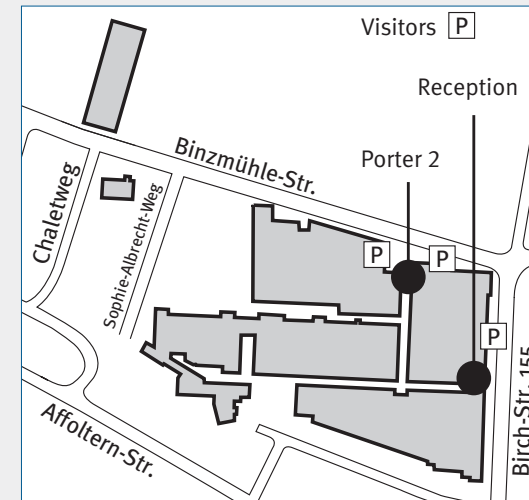 Visitors P
Reception
Porter 2
Binzmühle-Str.
Chaletweg
Sophie-Albrecht-Weg
P
P
P
Birch-Str. 155
Affoltern-Str.